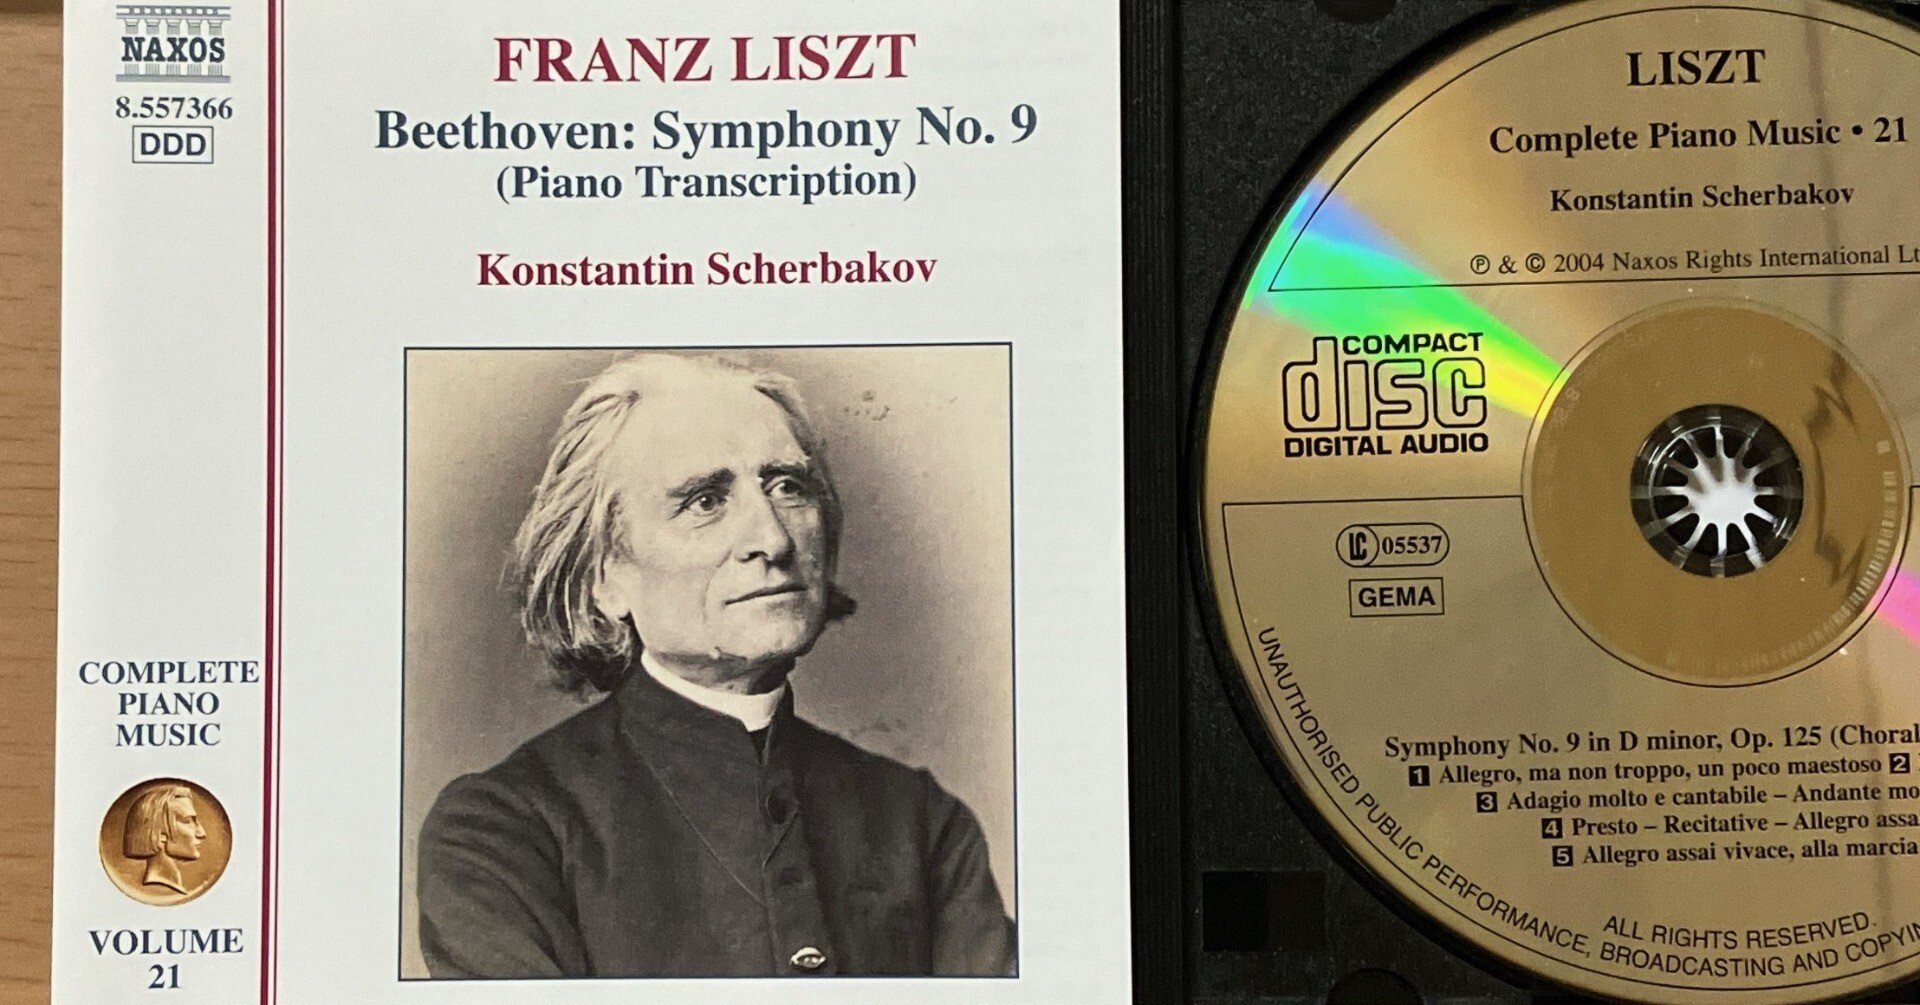 NAXOS
8.557366
DDD
COMPLETE
PIANO
MUSIC
VOLUME
21
FRANZ LISZT
Beethoven: Symphony No. 9
(Piano Transcription)
Konstantin Scherbakov
LISZT
Complete Piano Music • 21
Konstantin Scherbakov
℗ & © 2004 Naxos Rights International
COMPACT
disc
DIGITAL AUDIO
LC 05537
GEMA
Symphony No. 9 in D minor, Op. 125 (Choral
1 Allegro, ma non troppo, un poco maestoso 2
3 Adagio molto e cantabile – Andante
4 Presto – Recitative – Allegro
5 Allegro assai vivace, alla marcia
ALL RIGHTS RESERVED.
UNAUTHORISED PUBLIC PERFORMANCE, BROADCASTING AND